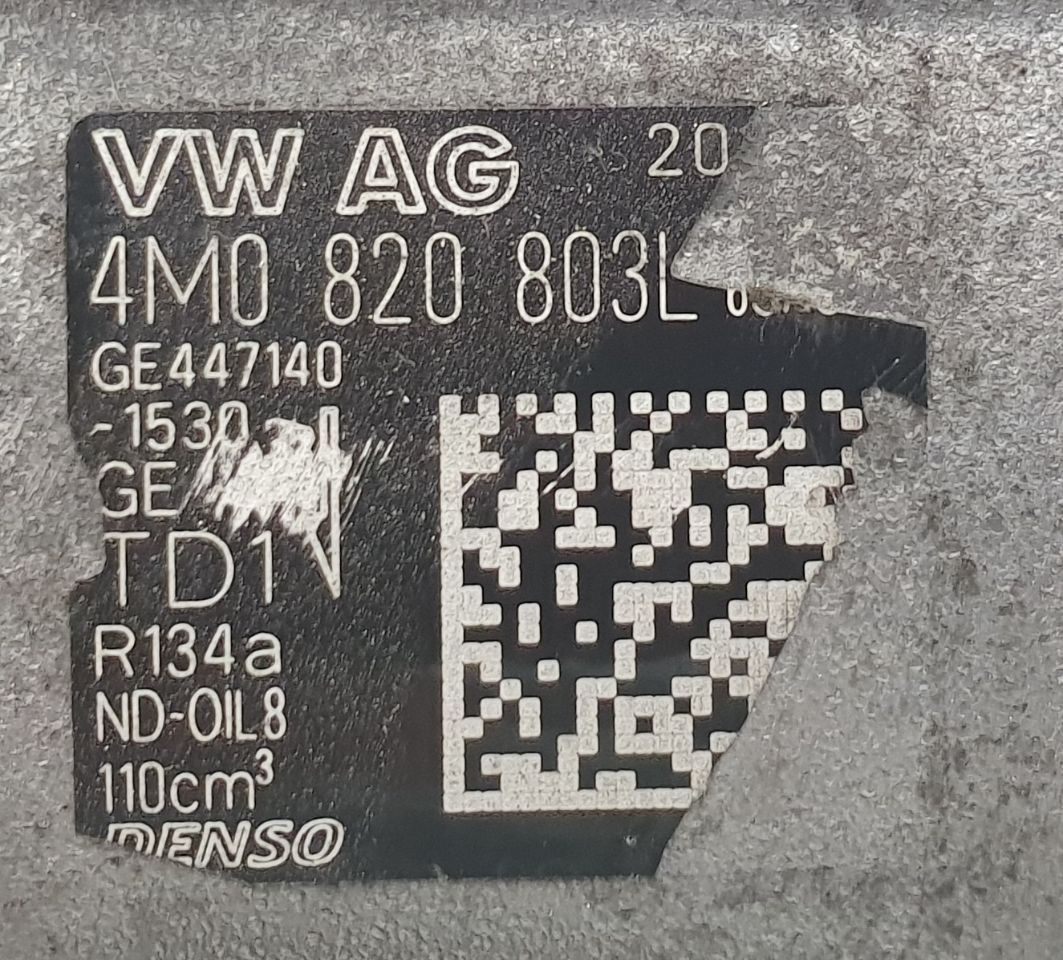 VW AG 20
4M0 820 803L
GE447140
-1530
GE
TD1
R134a
ND-OIL8
110cm³
DENSO